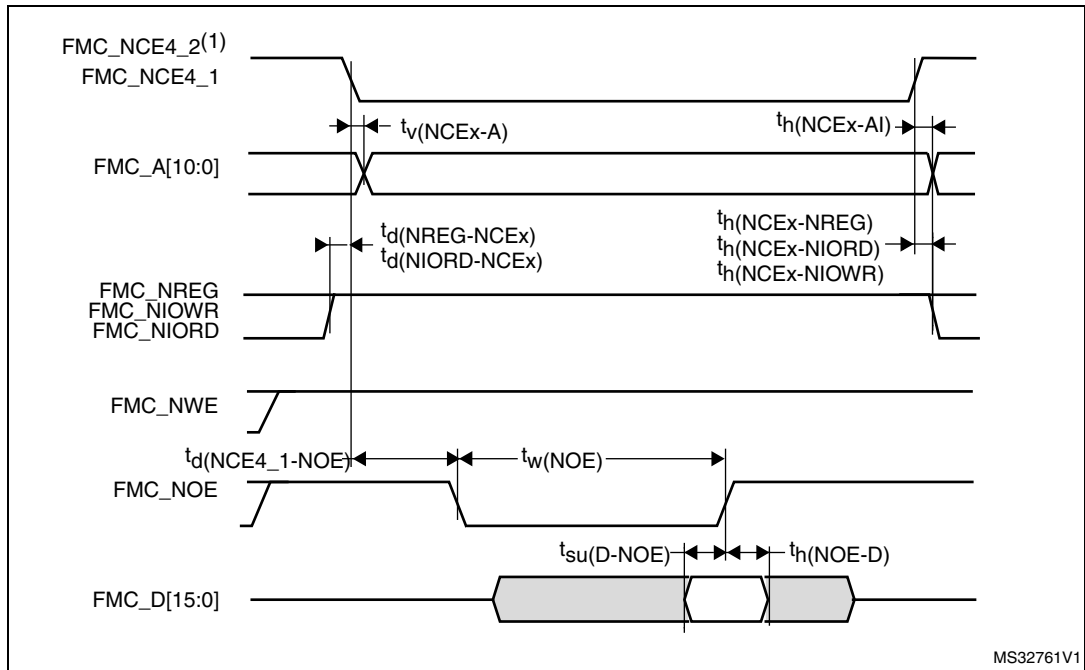 FMC_NCE4_2(1)
FMC_NCE4_1
tv(NCEx-A)
th(NCEx-AI)
FMC_A[10:0]
td(NREG-NCEx)
td(NIORD-NCEx)
th(NCEx-NREG)
th(NCEx-NIORD)
th(NCEx-NIOWR)
FMC_NREG
FMC_NIOWR
FMC_NIORD
FMC_NWE
td(NCE4_1-NOE)
tw(NOE)
FMC_NOE
tsu(D-NOE)
th(NOE-D)
FMC_D[15:0]
MS32761V1